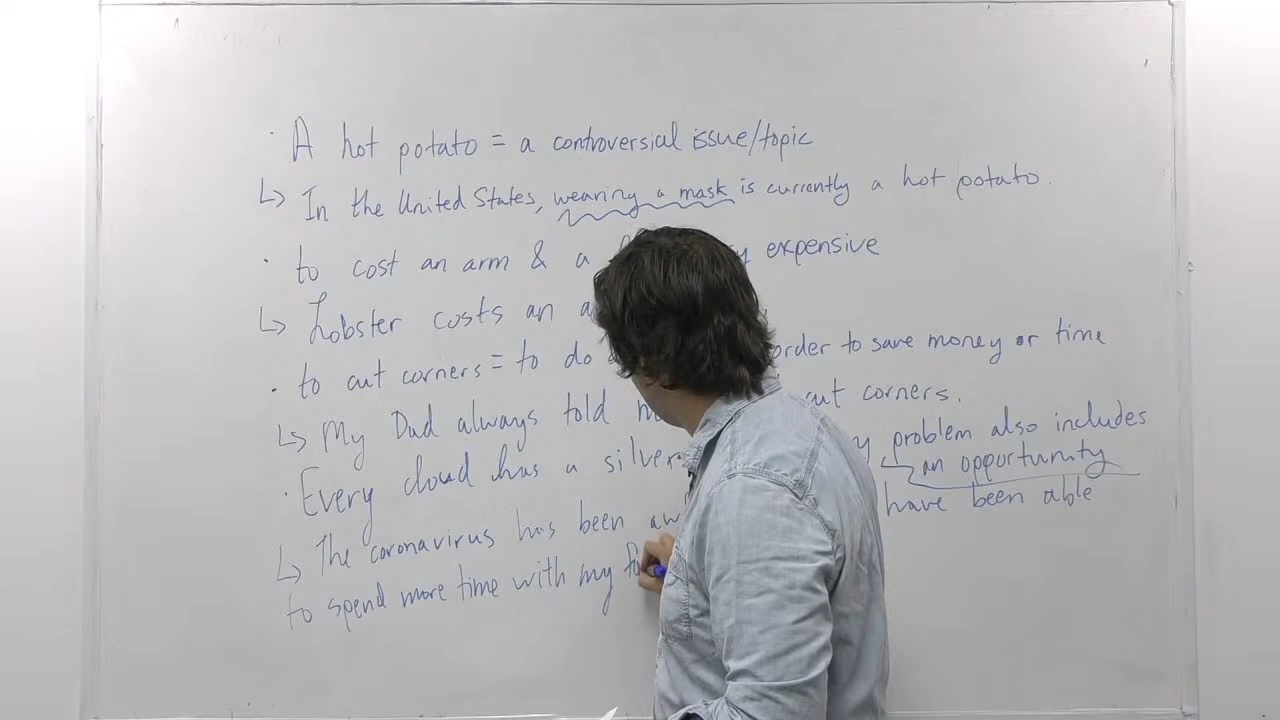 · A hot potato = a controversial issue/topic
↳ In the United States, wearing a mask is currently a hot potato.
· to cost an arm & a expensive
↳ Lobster costs an
· to cut corners = to do order to save money or time
↳ My Dad always told cut corners.
· Every cloud has a silver problem also includes
an opportunity
↳ The coronavirus has been have been able
to spend more time with my